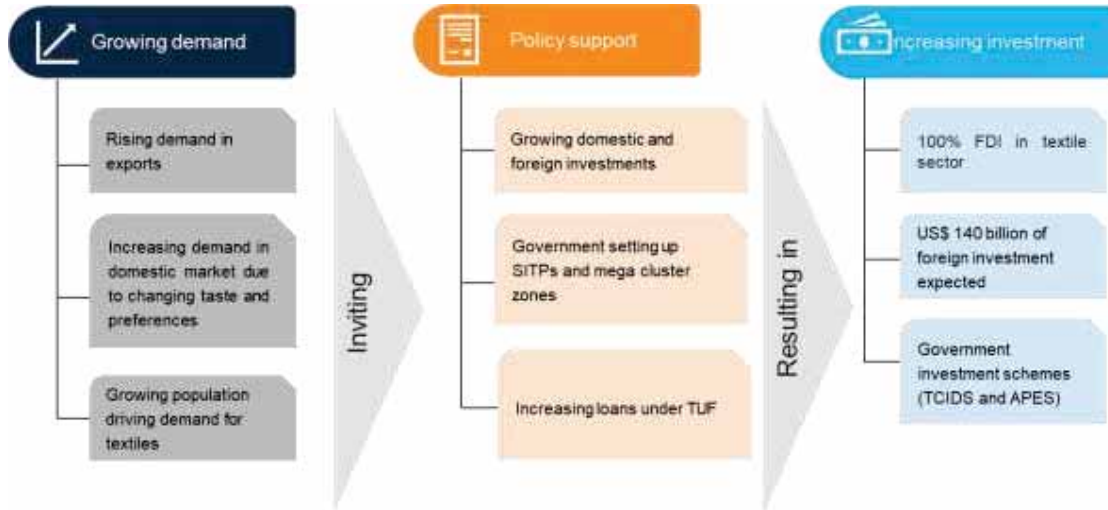 Growing demand
Rising demand in
exports
Increasing demand in
domestic market due
to changing taste and
preferences
Growing population
driving demand for
textiles
Inviting
Policy support
Growing domestic and
foreign investments
Government setting up
SITPs and mega cluster
zones
Increasing loans under TUF
Resulting in
Increasing investment
100% FDI in textile
sector
US$ 140 billion of
foreign investment
expected
Government
investment schemes
(TCIDS and APES)